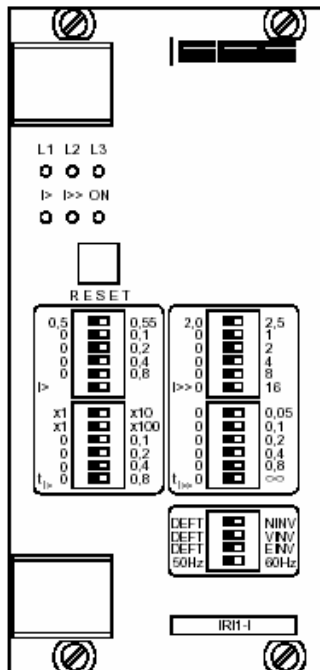 L1 L2 L3
I> I>> ON
RESET
0,5 0,55
0 0,1
0 0,2
0 0,4
0 0,8
I>
2,0 2,5
0 1
0 2
0 4
0 8
I>> 0 16
x1 x10
x1 x100
0 0,1
0 0,2
0 0,4
tI> 0 0,8
0 0,05
0 0,1
0 0,2
0 0,4
0 0,8
tI>> 0 ∞
DEFT NINV
DEFT VINV
DEFT EINV
50Hz 60Hz
IRI1-I